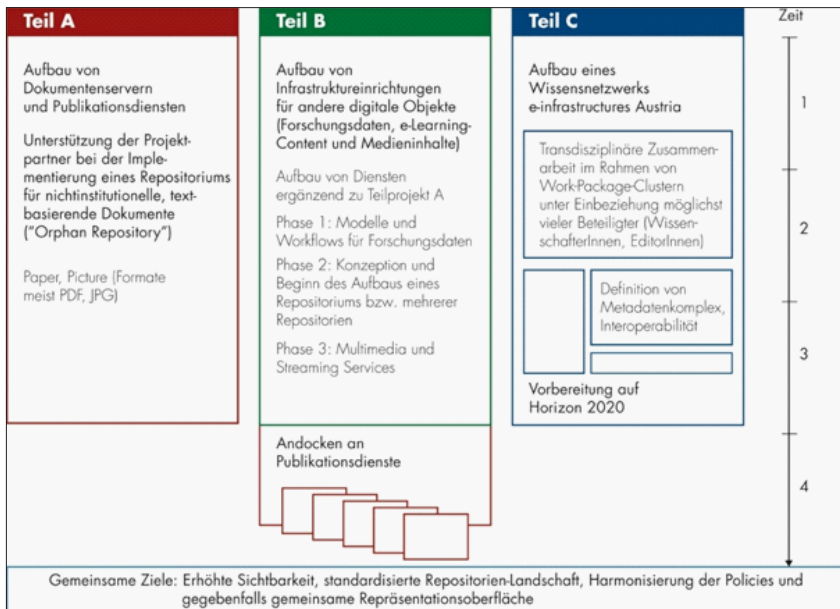 Teil A
Aufbau von
Dokumentenservern
und Publikationsdiensten
Unterstützung der Projekt-
partner bei der Imple-
mentierung eines Repositoriums
für nichtinstitutionelle, text-
basierende Dokumente
("Orphan Repository")
Paper, Picture (Formate
meist PDF, JPG)
Teil B
Aufbau von
Infrastruktureinrichtungen
für andere digitale Objekte
(Forschungsdaten, e-Learning-
Content und Medieninhalte)
Aufbau von Diensten
ergänzend zu Teilprojekt A
Phase 1: Modelle und
Workflows für Forschungsdaten
Phase 2: Konzeption und
Beginn des Aufbaus eines
Repositoriums bzw. mehrerer
Repositorien
Phase 3: Multimedia und
Streaming Services
Andocken an
Publikationsdienste
Teil C
Aufbau eines
Wissensnetzwerks
e-infrastructures Austria
Transdisziplinäre Zusammen-
arbeit im Rahmen von
Work-Package-Clustern
unter Einbeziehung möglichst
vieler Beteiligter (Wissen-
schafterInnen, EditorInnen)
Definition von
Metadatenkomplex,
Interoperabilität
Vorbereitung auf
Horizon 2020
Zeit
1
2
3
4
Gemeinsame Ziele: Erhöhte Sichtbarkeit, standardisierte Repositorien-Landschaft, Harmonisierung der Policies und
gegebenfalls gemeinsame Repräsentationsoberfläche